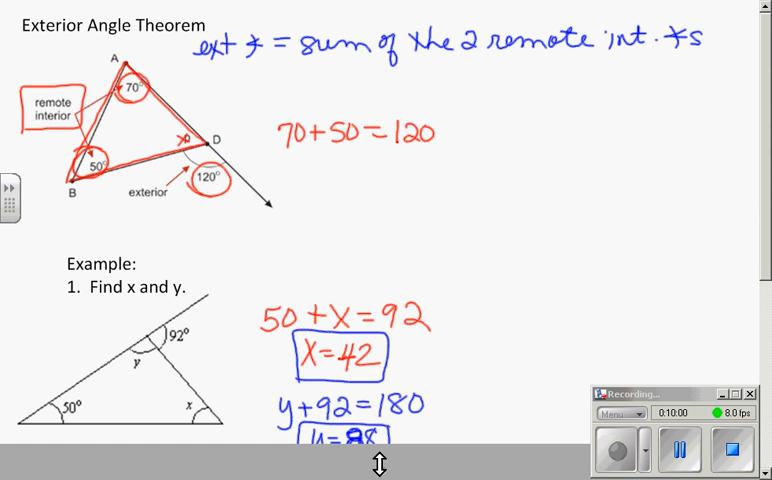 Exterior Angle Theorem
ext ∡ = sum of the 2 remote int. ∡s
A
70°
remote
interior
D
50°
120°
B
exterior
70+50=120
Example:
1. Find x and y.
92°
y
50°
x
50+x=92
x=42
y+92=180
y=88
Recording...
Menu
0:10:00
8.0 fps